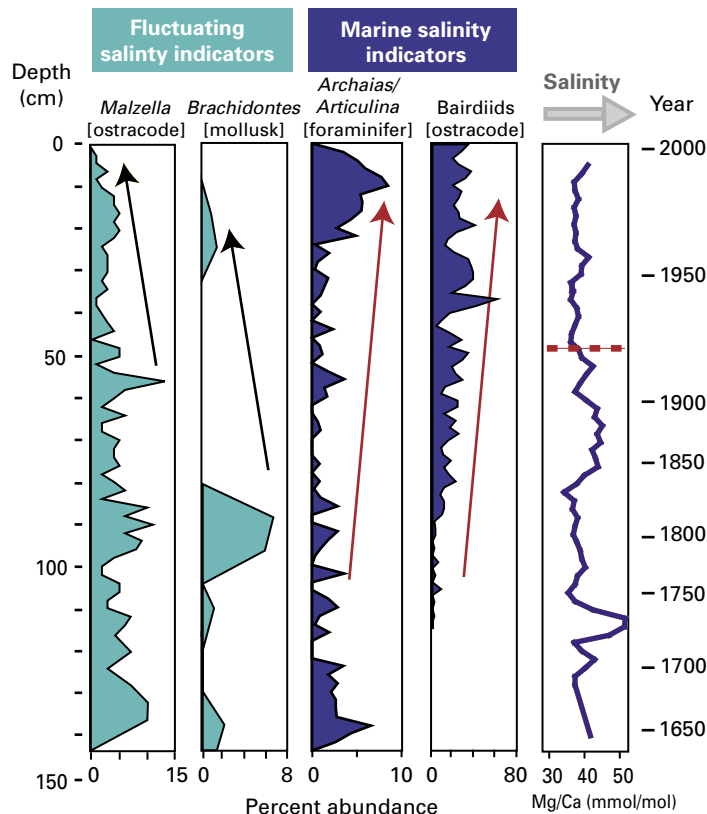 Fluctuating
salinty indicators
Marine salinity
indicators
Depth
(cm)
Malzella
[ostracode]
Brachidontes
[mollusk]
Archaias/
Articulina
[foraminifer]
Bairdiids
[ostracode]
Salinity
Year
0
50
100
150
2000
1950
1900
1850
1800
1750
1700
1650
0 15
0 8
0 10
0 80
30 40 50
Percent abundance
Mg/Ca (mmol/mol)